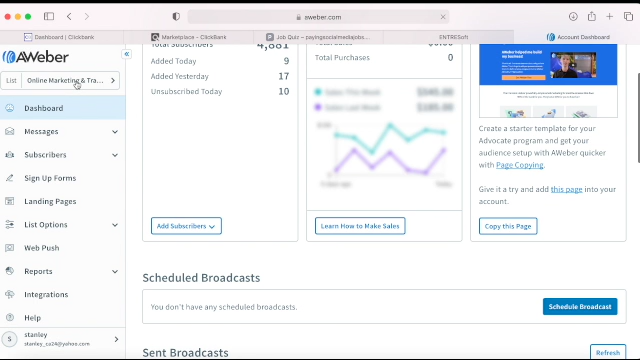 aweber.com
Dashboard | Clickbank
Marketplace – ClickBank
Job Quiz – payingsocialmediajobs...
ENTRESoft
Account Dashboard
AWeber
List
Online Marketing & Tra...
Dashboard
Messages
Subscribers
Sign Up Forms
Landing Pages
List Options
Web Push
Reports
Integrations
Help
S
stanley
stanley_ca24@yahoo.com
Total Subscribers 4,881
Added Today 9
Added Yesterday 17
Unsubscribed Today 10
Add Subscribers
Total Purchases 0
Sales This Week
Sales Last Week
Today
Learn How to Make Sales
Create a starter template for your
Advocate program and get your
audience setup with AWeber quicker
with Page Copying.
Give it a try and add this page into your
account.
Copy this Page
Scheduled Broadcasts
You don't have any scheduled broadcasts.
Schedule Broadcast
Sent Broadcasts
Refresh